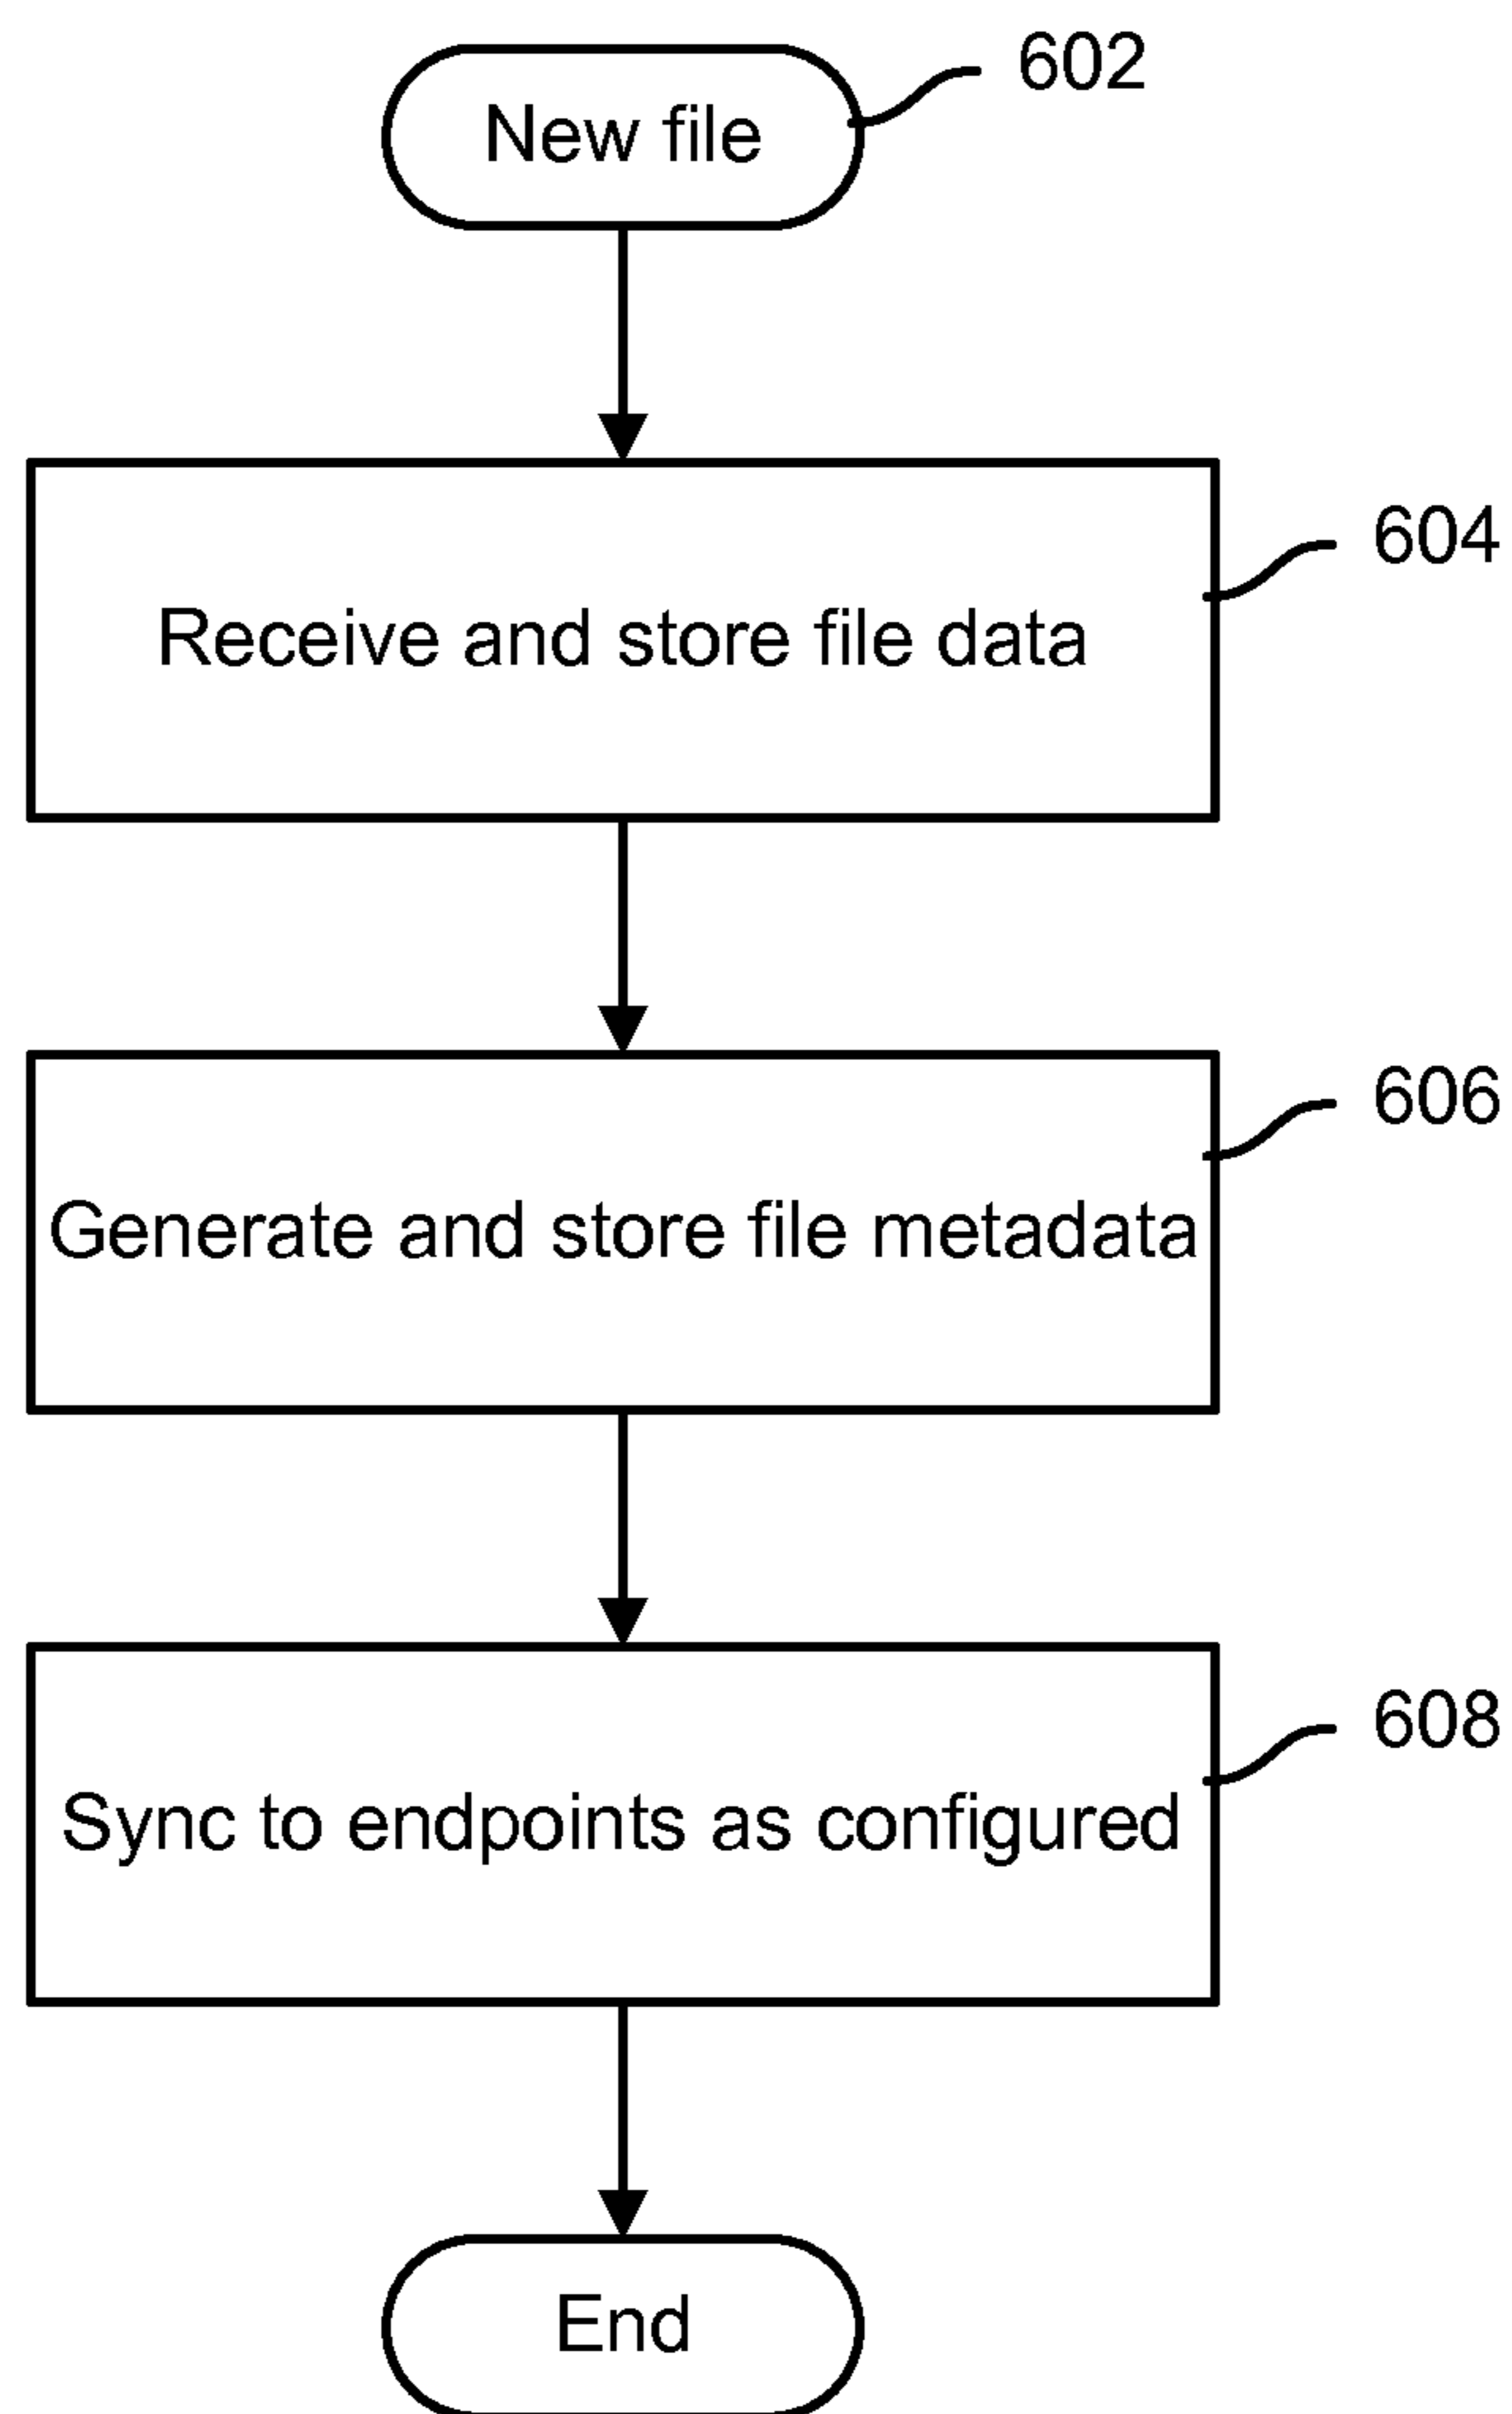 New file
602
Receive and store file data
604
Generate and store file metadata
606
Sync to endpoints as configured
608
End